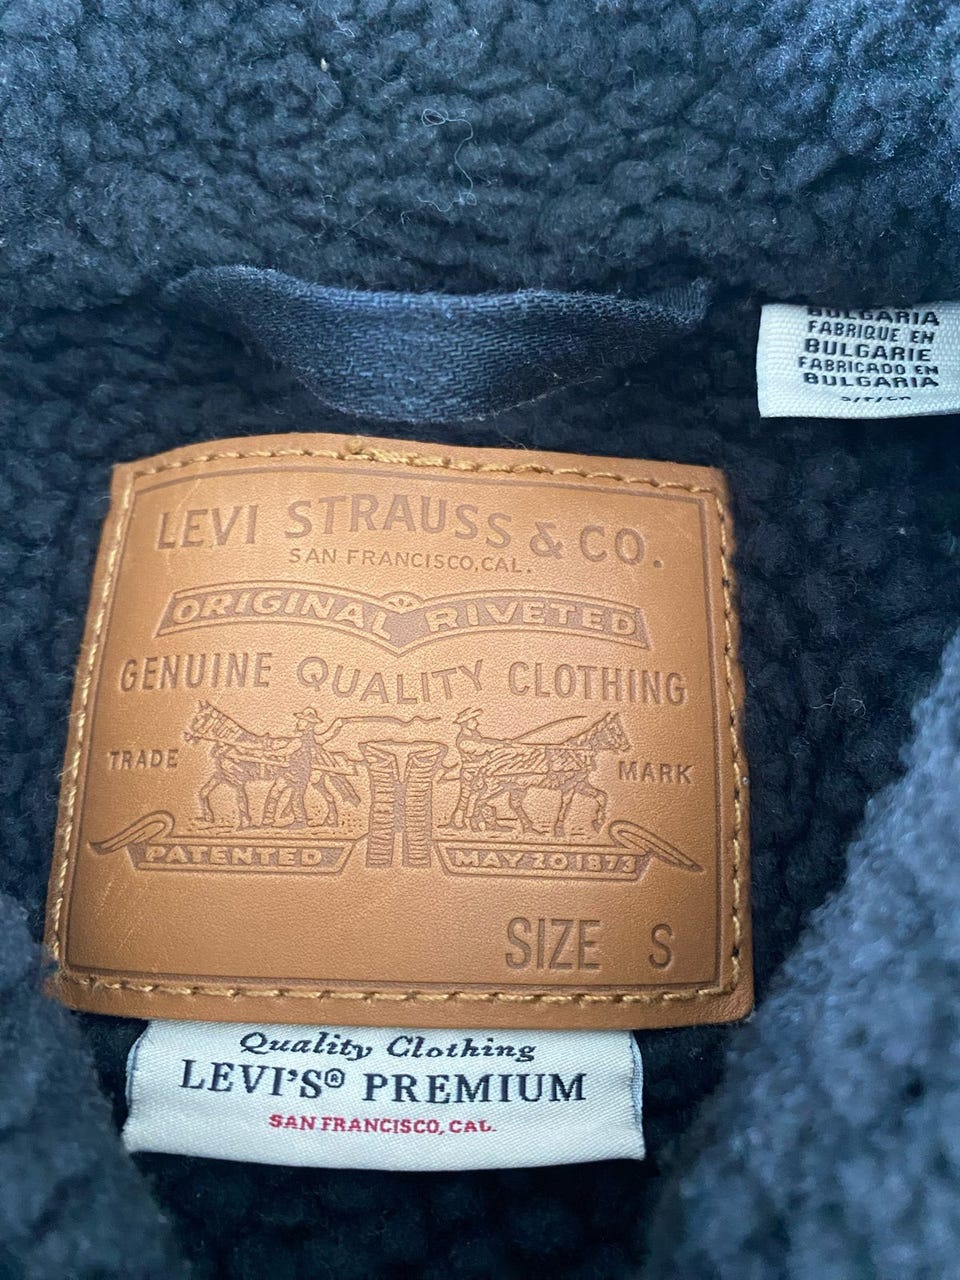 BULGARIA
FABRIQUE EN
BULGARIE
FABRICADO EN
BULGARIA
LEVI STRAUSS & CO.
SAN FRANCISCO, CAL.
ORIGINAL RIVETED
GENUINE QUALITY CLOTHING
TRADE MARK
PATENTED MAY 20 1873
SIZE S
Quality Clothing
LEVI'S® PREMIUM
SAN FRANCISCO, CAL.